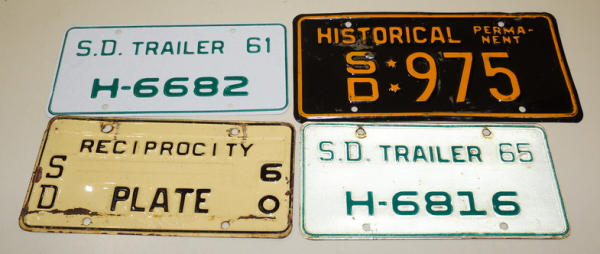 S.D. TRAILER 61
H-6682
HISTORICAL PERMA-
NENT
SD 975
RECIPROCITY
SD PLATE 60
S.D. TRAILER 65
H-6816